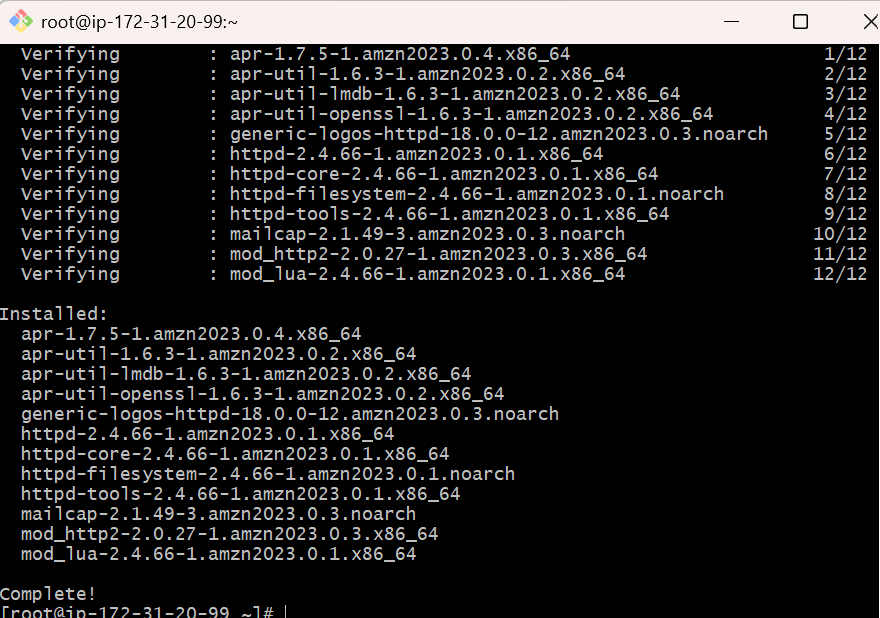 root@ip-172-31-20-99:~
Verifying : apr-1.7.5-1.amzn2023.0.4.x86_64 1/12
Verifying : apr-util-1.6.3-1.amzn2023.0.2.x86_64 2/12
Verifying : apr-util-lmdb-1.6.3-1.amzn2023.0.2.x86_64 3/12
Verifying : apr-util-openssl-1.6.3-1.amzn2023.0.2.x86_64 4/12
Verifying : generic-logos-httpd-18.0.0-12.amzn2023.0.3.noarch 5/12
Verifying : httpd-2.4.66-1.amzn2023.0.1.x86_64 6/12
Verifying : httpd-core-2.4.66-1.amzn2023.0.1.x86_64 7/12
Verifying : httpd-filesystem-2.4.66-1.amzn2023.0.1.noarch 8/12
Verifying : httpd-tools-2.4.66-1.amzn2023.0.1.x86_64 9/12
Verifying : mailcap-2.1.49-3.amzn2023.0.3.noarch 10/12
Verifying : mod_http2-2.0.27-1.amzn2023.0.3.x86_64 11/12
Verifying : mod_lua-2.4.66-1.amzn2023.0.1.x86_64 12/12
Installed:
apr-1.7.5-1.amzn2023.0.4.x86_64
apr-util-1.6.3-1.amzn2023.0.2.x86_64
apr-util-lmdb-1.6.3-1.amzn2023.0.2.x86_64
apr-util-openssl-1.6.3-1.amzn2023.0.2.x86_64
generic-logos-httpd-18.0.0-12.amzn2023.0.3.noarch
httpd-2.4.66-1.amzn2023.0.1.x86_64
httpd-core-2.4.66-1.amzn2023.0.1.x86_64
httpd-filesystem-2.4.66-1.amzn2023.0.1.noarch
httpd-tools-2.4.66-1.amzn2023.0.1.x86_64
mailcap-2.1.49-3.amzn2023.0.3.noarch
mod_http2-2.0.27-1.amzn2023.0.3.x86_64
mod_lua-2.4.66-1.amzn2023.0.1.x86_64
Complete!
[root@ip-172-31-20-99 ~]#